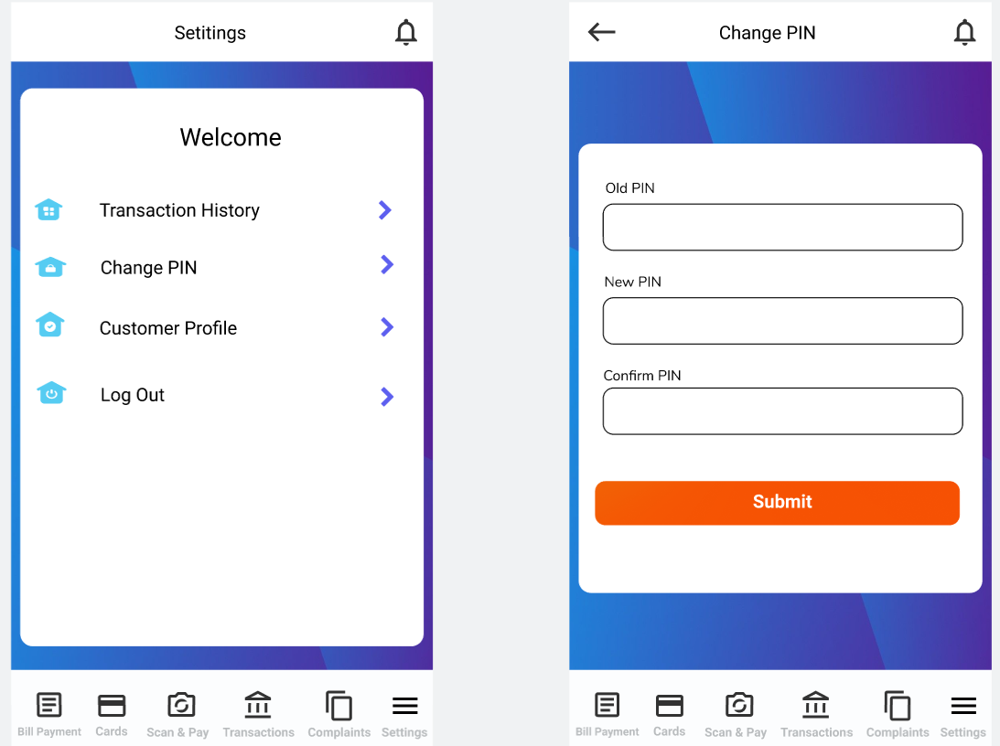 Setitings
Welcome
Transaction History
Change PIN
Customer Profile
Log Out
Bill Payment
Cards
Scan & Pay
Transactions
Complaints
Settings
Change PIN
Old PIN
New PIN
Confirm PIN
Submit
Bill Payment
Cards
Scan & Pay
Transactions
Complaints
Settings